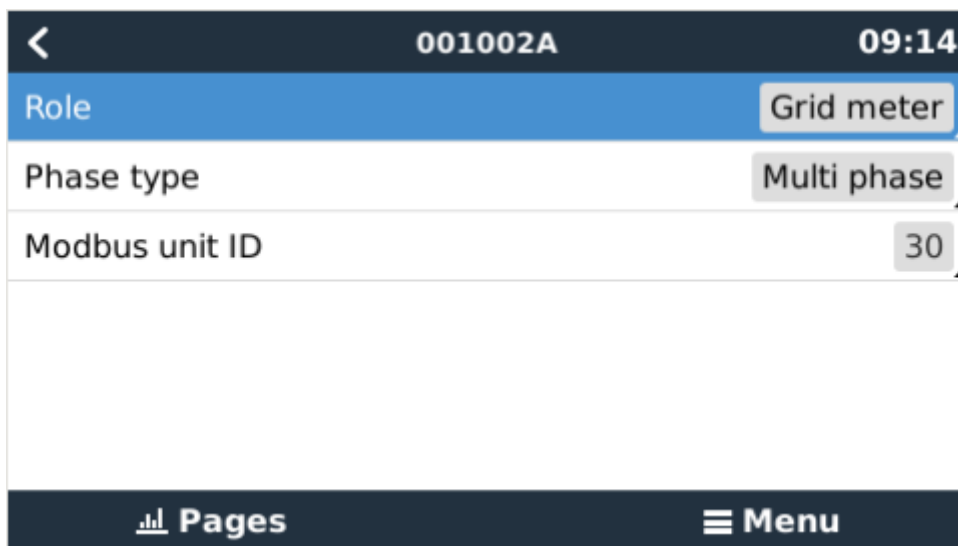 001002A 09:14
Role Grid meter
Phase type Multi phase
Modbus unit ID 30
Pages Menu